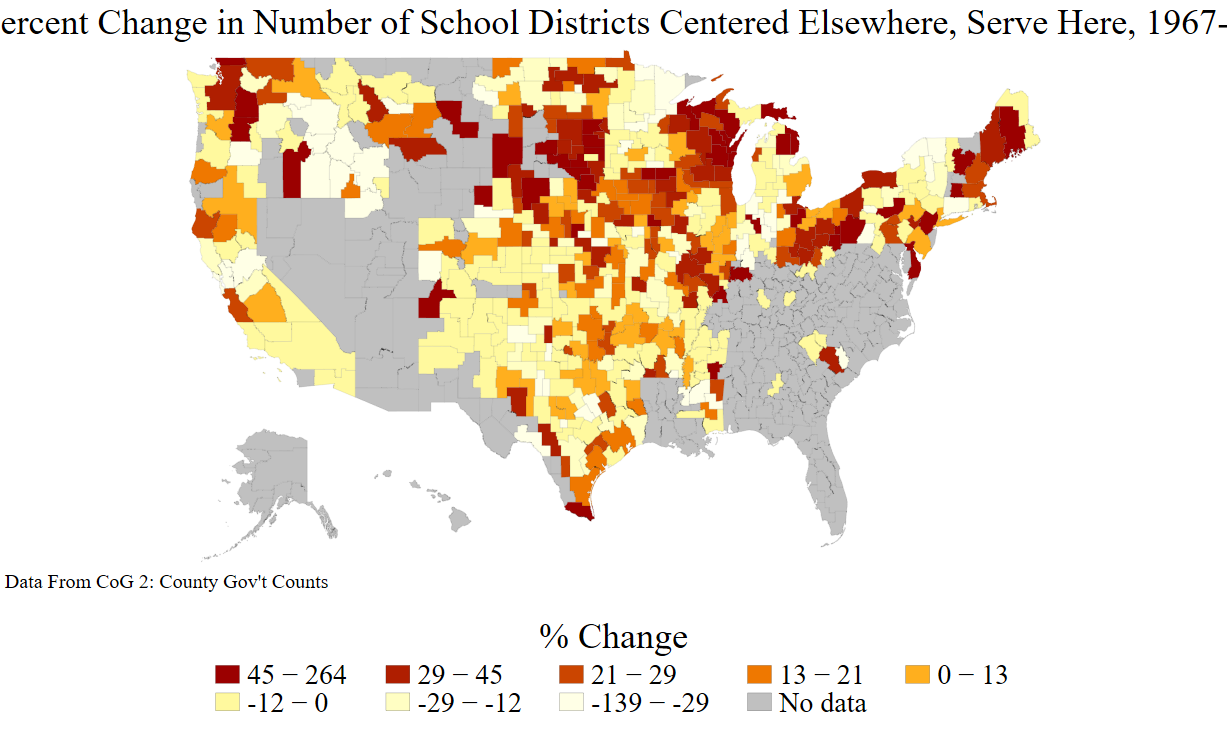 ercent Change in Number of School Districts Centered Elsewhere, Serve Here, 1967-
Data From CoG 2: County Gov't Counts
% Change
45 − 264 29 − 45 21 − 29 13 − 21 0 − 13
-12 − 0 -29 − -12 -139 − -29 No data